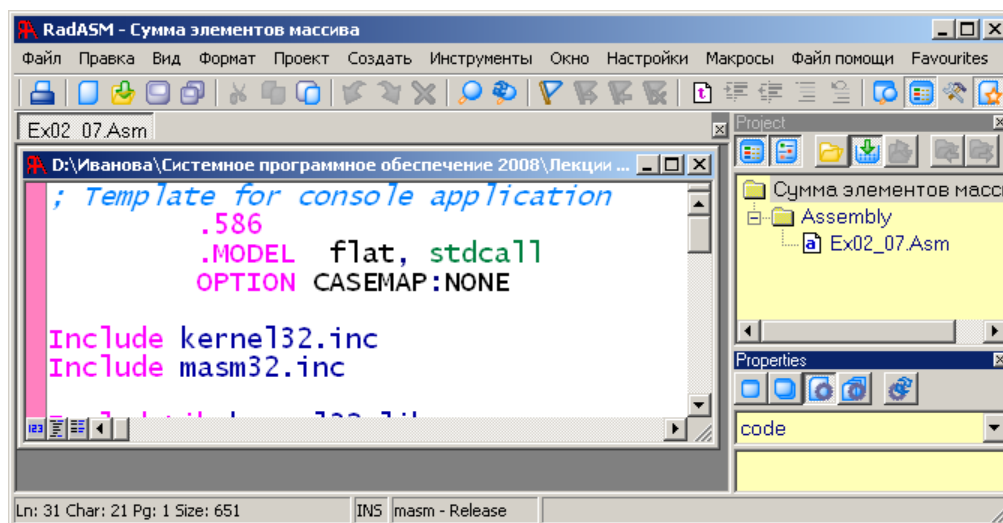 RadASM - Сумма элементов массива
Файл Правка Вид Формат Проект Создать Инструменты Окно Настройки Макросы Файл помощи Favourites
Ex02_07.Asm
Project
D:\Иванова\Системное программное обеспечение 2008\Лекции ...
; Template for console application
.586
.MODEL flat, stdcall
OPTION CASEMAP:NONE
Include kernel32.inc
Include masm32.inc
Сумма элементов масс
Assembly
Ex02_07.Asm
Properties
code
Ln: 31 Char: 21 Pg: 1 Size: 651 INS masm - Release